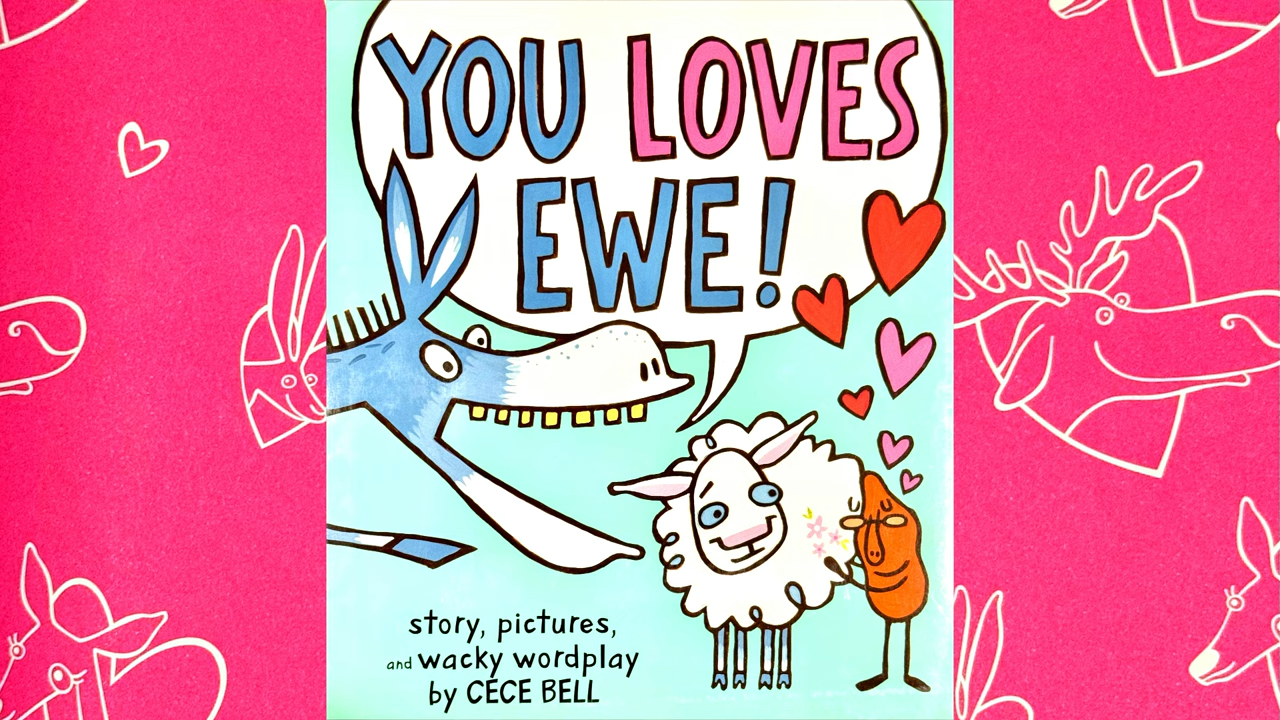 YOU LOVES
EWE!
story, pictures,
and wacky wordplay
by CECE BELL